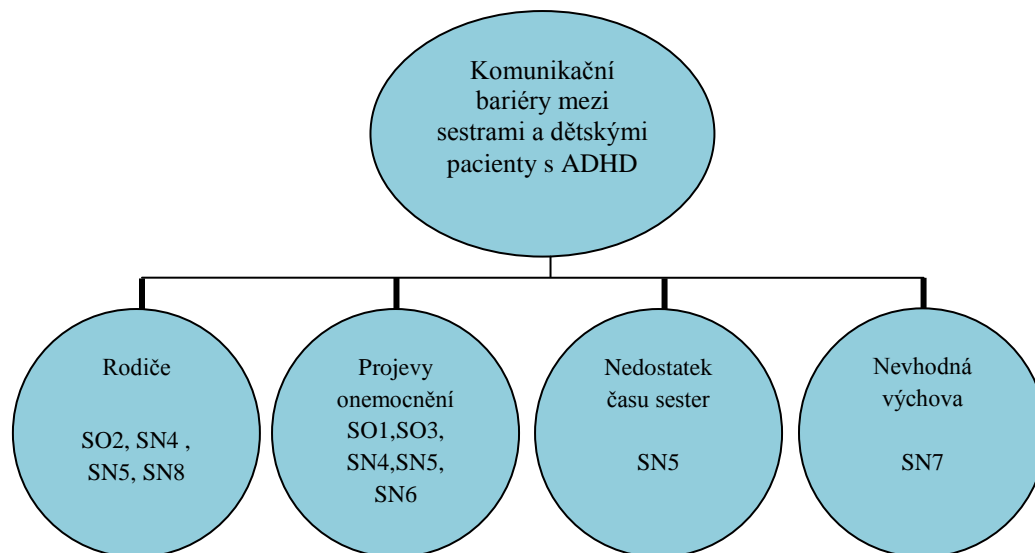 Komunikační
bariéry mezi
sestrami a dětskými
pacienty s ADHD
Rodiče
SO2, SN4 ,
SN5, SN8
Projevy
onemocnění
SO1,SO3,
SN4,SN5,
SN6
Nedostatek
času sester
SN5
Nevhodná
výchova
SN7